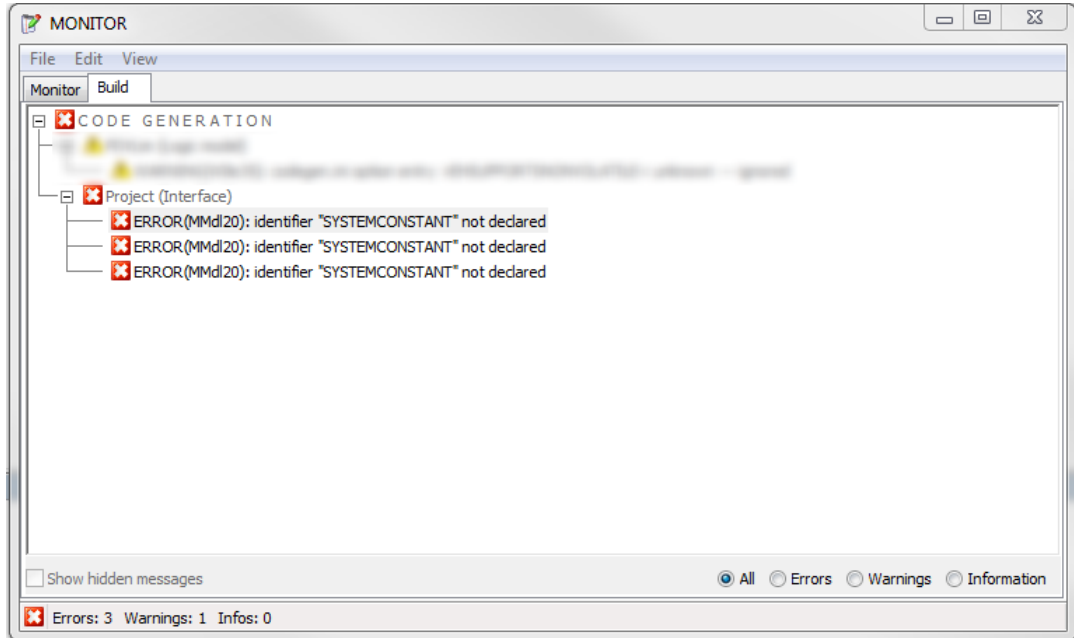 MONITOR
File Edit View
Monitor Build
CODE GENERATION
Project (Interface)
ERROR(MMdl20): identifier "SYSTEMCONSTANT" not declared
ERROR(MMdl20): identifier "SYSTEMCONSTANT" not declared
ERROR(MMdl20): identifier "SYSTEMCONSTANT" not declared
Show hidden messages All Errors Warnings Information
Errors: 3 Warnings: 1 Infos: 0